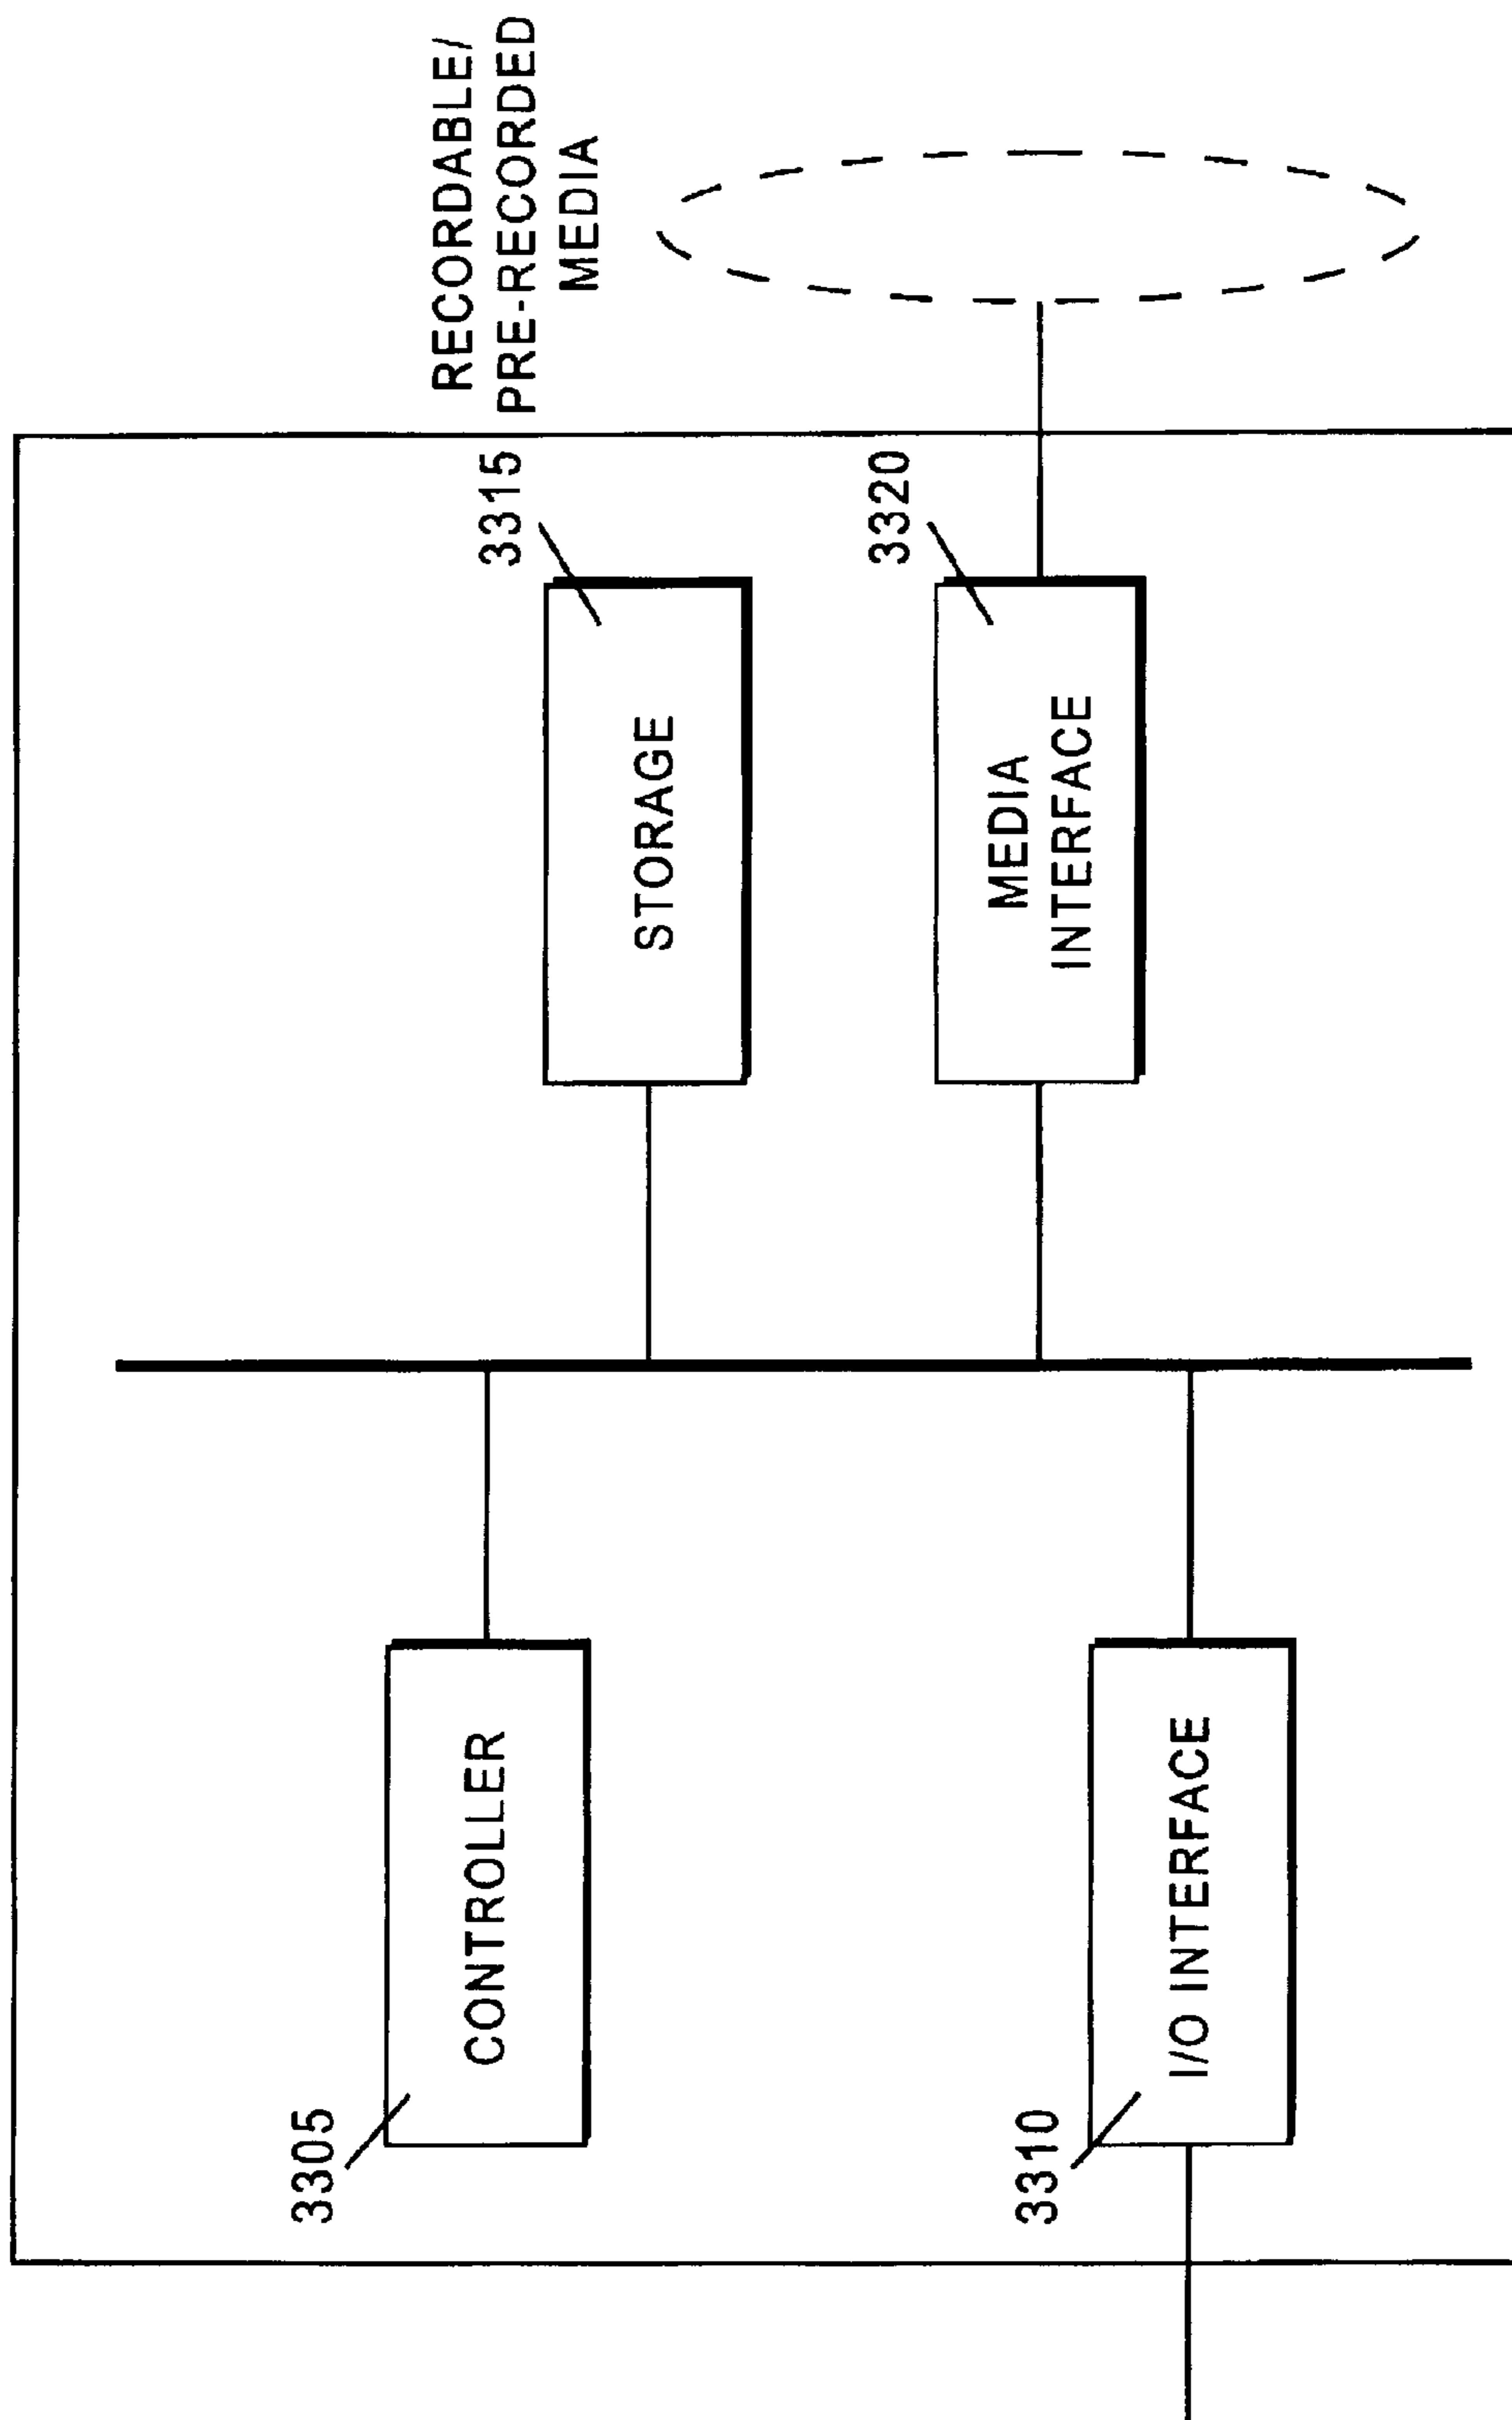 RECORDABLE/
PRE-RECORDED
MEDIA
3305
CONTROLLER
3315
STORAGE
3310
I/O INTERFACE
3320
MEDIA
INTERFACE